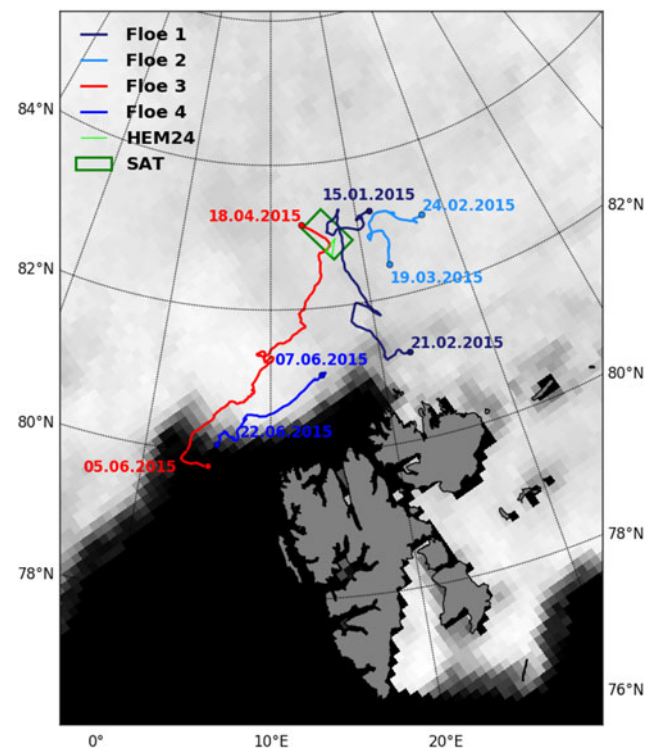 Floe 1
Floe 2
Floe 3
Floe 4
HEM24
SAT
84°N
82°N
80°N
78°N
15.01.2015
18.04.2015
24.02.2015
19.03.2015
21.02.2015
07.06.2015
22.06.2015
05.06.2015
82°N
80°N
78°N
76°N
0°
10°E
20°E